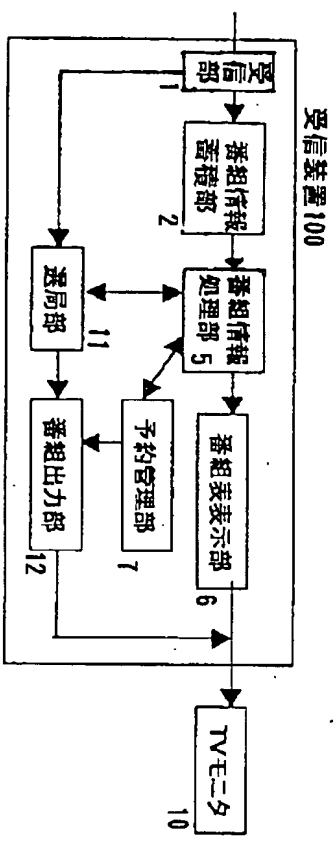 受信装置100
受信
部
1
番組情報
蓄積部
2
番組情報
処理部 5
番組表表示部
6
予約管理部
7
選局部
11
番組出力部
12
TVモニタ
10